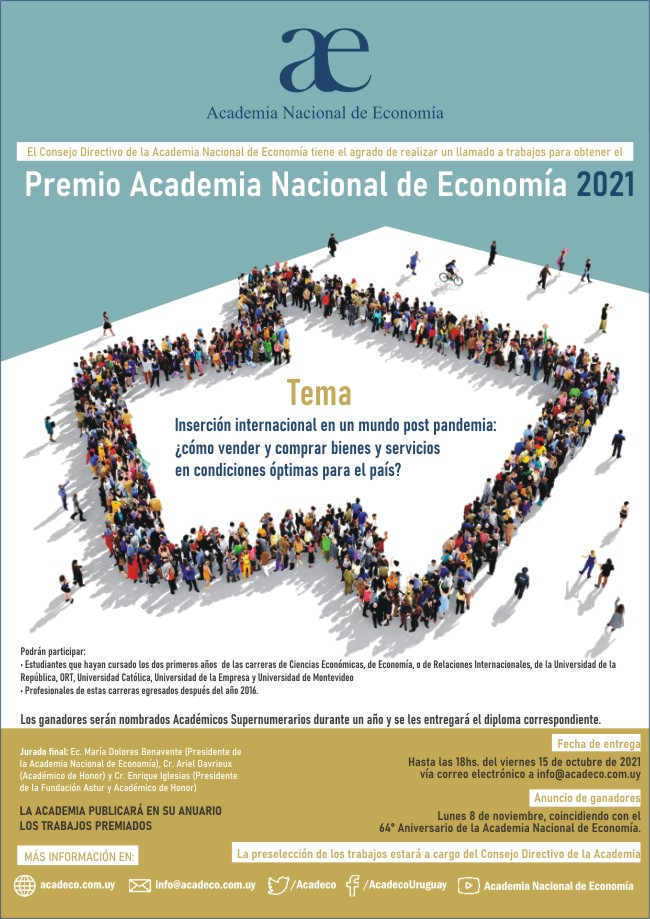 æ
Academia Nacional de Economía
El Consejo Directivo de la Academia Nacional de Economía tiene el agrado de realizar un llamado a trabajos para obtener el
Premio Academia Nacional de Economía 2021
Tema
Inserción internacional en un mundo post pandemia:
¿cómo vender y comprar bienes y servicios
en condiciones óptimas para el país?
Podrán participar:
• Estudiantes que hayan cursado los dos primeros años de las carreras de Ciencias Económicas, de Economía, o de Relaciones Internacionales, de la Universidad de la
República, ORT, Universidad Católica, Universidad de la Empresa y Universidad de Montevideo
• Profesionales de estas carreras egresados después del año 2016.
Los ganadores serán nombrados Académicos Supernumerarios durante un año y se les entregará el diploma correspondiente.
Jurado final: Ec. María Dolores Benavente (Presidente de
la Academia Nacional de Economía), Cr. Ariel Davrieux
(Académico de Honor) y Cr. Enrique Iglesias (Presidente
de la Fundación Astur y Académico de Honor)
LA ACADEMIA PUBLICARÁ EN SU ANUARIO
LOS TRABAJOS PREMIADOS
Fecha de entrega
Hasta las 18hs. del viernes 15 de octubre de 2021
vía correo electrónico a info@acadeco.com.uy
Anuncio de ganadores
Lunes 8 de noviembre, coincidiendo con el
64° Aniversario de la Academia Nacional de Economía.
MÁS INFORMACIÓN EN:
La preselección de los trabajos estará a cargo del Consejo Directivo de la Academia
acadeco.com.uy
info@acadeco.com.uy
/Acadeco
/AcadecoUruguay
Academia Nacional de Economía